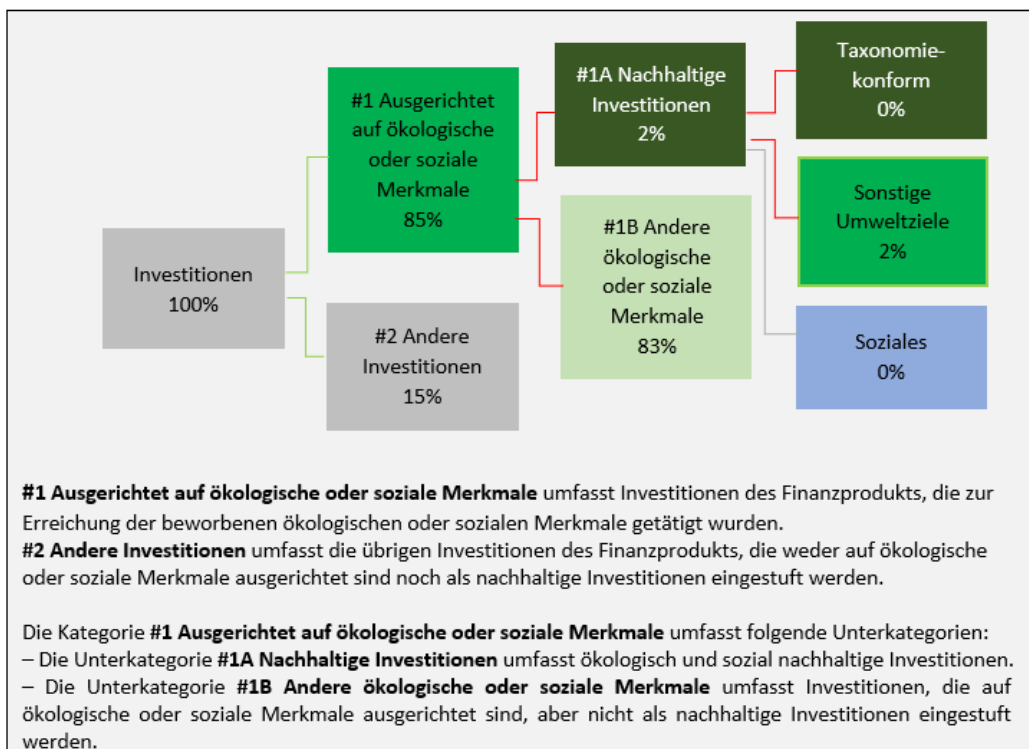 Investitionen
100%
#1 Ausgerichtet
auf ökologische
oder soziale
Merkmale
85%
#2 Andere
Investitionen
15%
#1A Nachhaltige
Investitionen
2%
#1B Andere
ökologische
oder soziale
Merkmale
83%
Taxonomie-
konform
0%
Sonstige
Umweltziele
2%
Soziales
0%
#1 Ausgerichtet auf ökologische oder soziale Merkmale umfasst Investitionen des Finanzprodukts, die zur
Erreichung der beworbenen ökologischen oder sozialen Merkmale getätigt wurden.
#2 Andere Investitionen umfasst die übrigen Investitionen des Finanzprodukts, die weder auf ökologische
oder soziale Merkmale ausgerichtet sind noch als nachhaltige Investitionen eingestuft werden.
Die Kategorie #1 Ausgerichtet auf ökologische oder soziale Merkmale umfasst folgende Unterkategorien:
– Die Unterkategorie #1A Nachhaltige Investitionen umfasst ökologisch und sozial nachhaltige Investitionen.
– Die Unterkategorie #1B Andere ökologische oder soziale Merkmale umfasst Investitionen, die auf
ökologische oder soziale Merkmale ausgerichtet sind, aber nicht als nachhaltige Investitionen eingestuft
werden.